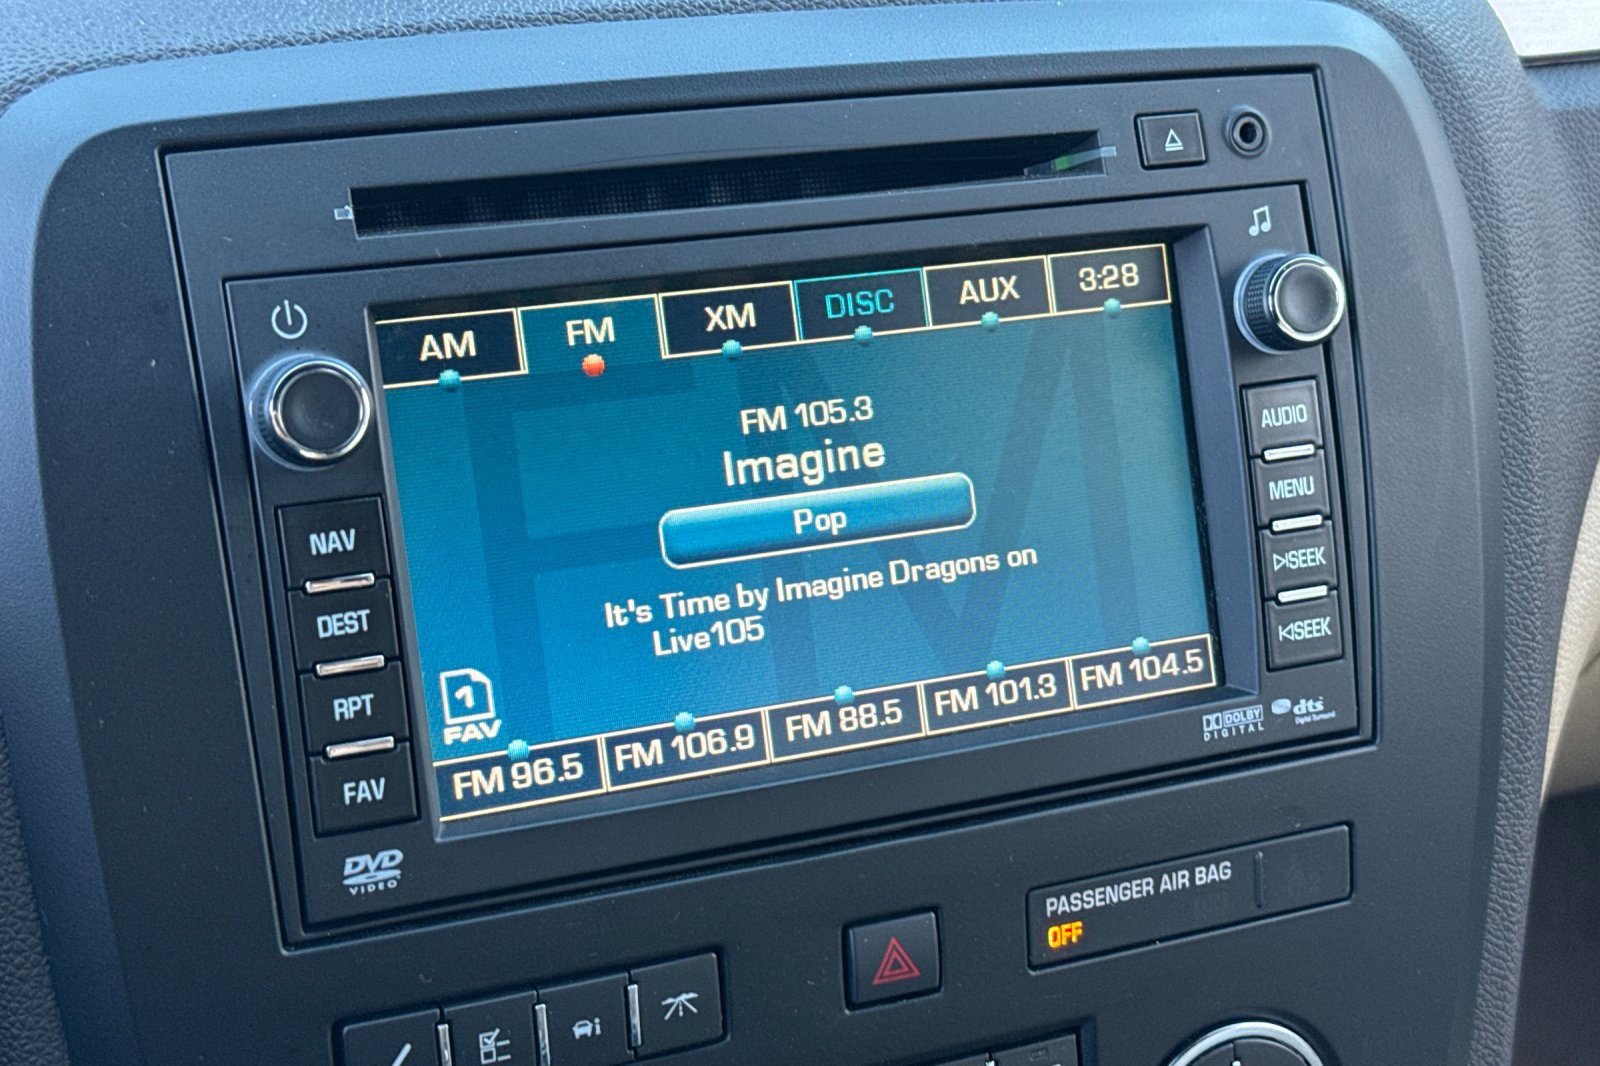 AM
FM
XM
DISC
AUX
3:28
FM 105.3
Imagine
Pop
It's Time by Imagine Dragons on
Live105
1
FAV
FM 96.5
FM 106.9
FM 88.5
FM 101.3
FM 104.5
NAV
DEST
RPT
FAV
AUDIO
MENU
SEEK
SEEK
DVD
VIDEO
DOLBY
DIGITAL
dts
Digital Surround
PASSENGER AIR BAG
OFF